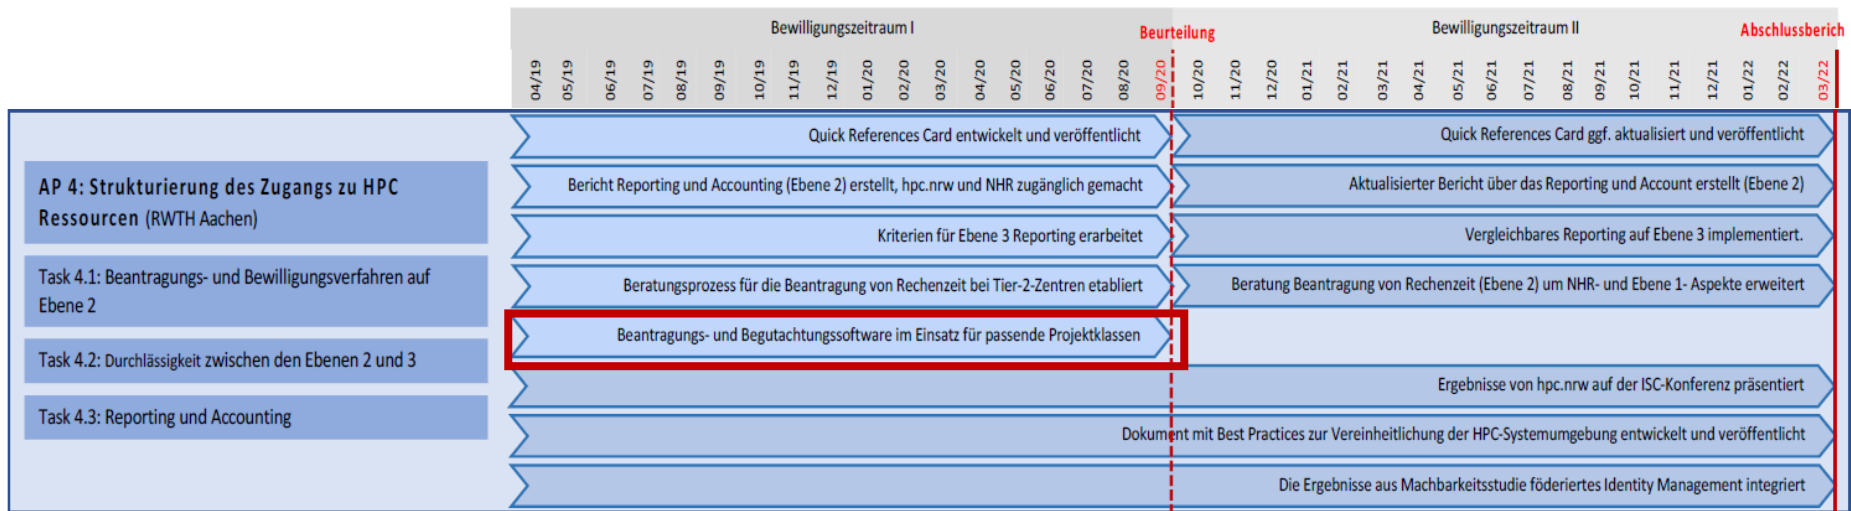 Bewilligungszeitraum I
Bewilligungszeitraum II
Beurteilung
Abschlussberich
04/19 05/19 06/19 07/19 08/19 09/19 10/19 11/19 12/19 01/20 02/20 03/20 04/20 05/20 06/20 07/20 08/20 09/20 10/20 11/20 12/20 01/21 02/21 03/21 04/21 05/21 06/21 07/21 08/21 09/21 10/21 11/21 12/21 01/22 02/22 03/22
AP 4: Strukturierung des Zugangs zu HPC
Ressourcen (RWTH Aachen)
Task 4.1: Beantragungs- und Bewilligungsverfahren auf
Ebene 2
Task 4.2: Durchlässigkeit zwischen den Ebenen 2 und 3
Task 4.3: Reporting und Accounting
Quick References Card entwickelt und veröffentlicht
Quick References Card ggf. aktualisiert und veröffentlicht
Bericht Reporting und Accounting (Ebene 2) erstellt, hpc.nrw und NHR zugänglich gemacht
Aktualisierter Bericht über das Reporting und Account erstellt (Ebene 2)
Kriterien für Ebene 3 Reporting erarbeitet
Vergleichbares Reporting auf Ebene 3 implementiert.
Beratungsprozess für die Beantragung von Rechenzeit bei Tier-2-Zentren etabliert
Beratung Beantragung von Rechenzeit (Ebene 2) um NHR- und Ebene 1- Aspekte erweitert
Beantragungs- und Begutachtungssoftware im Einsatz für passende Projektklassen
Ergebnisse von hpc.nrw auf der ISC-Konferenz präsentiert
Dokument mit Best Practices zur Vereinheitlichung der HPC-Systemumgebung entwickelt und veröffentlicht
Die Ergebnisse aus Machbarkeitsstudie föderiertes Identity Management integriert